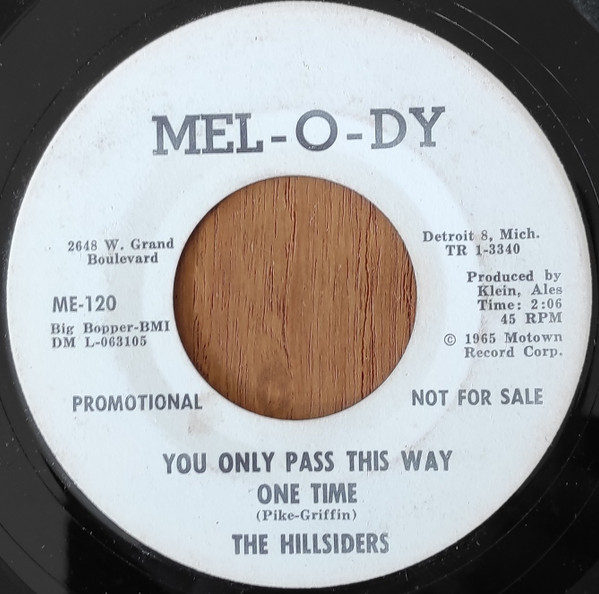 MEL-O-DY
2648 W. Grand
Boulevard
Detroit 8, Mich.
TR 1-3340
ME-120
Big Bopper-BMI
DM L-063105
Produced by
Klein, Ales
Time: 2:06
45 RPM
© 1965 Motown
Record Corp.
PROMOTIONAL
NOT FOR SALE
YOU ONLY PASS THIS WAY
ONE TIME
(Pike-Griffin)
THE HILLSIDERS